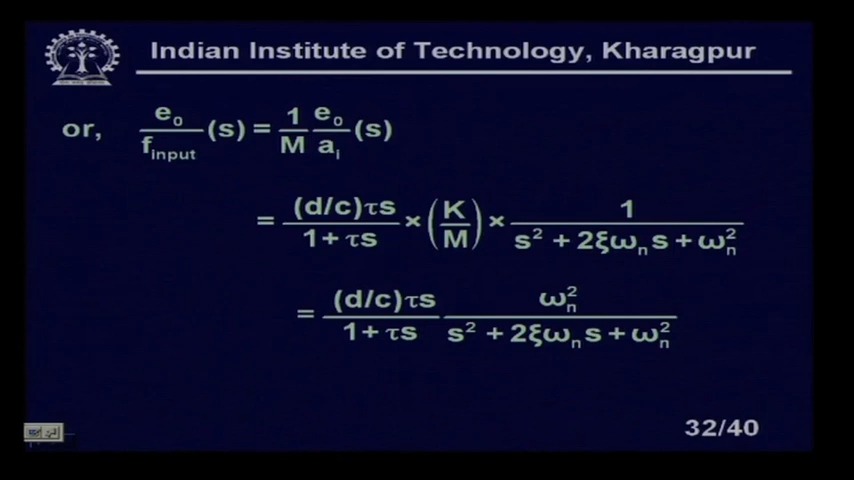 Indian Institute of Technology, Kharagpur
or, e₀/f_input (s) = 1/M e₀/a_i (s)
= (d/c)τs/1 + τs × (K/M) × 1/s² + 2ξω_n s + ω_n²
= (d/c)τs/1 + τs ω_n²/s² + 2ξω_n s + ω_n²
32/40